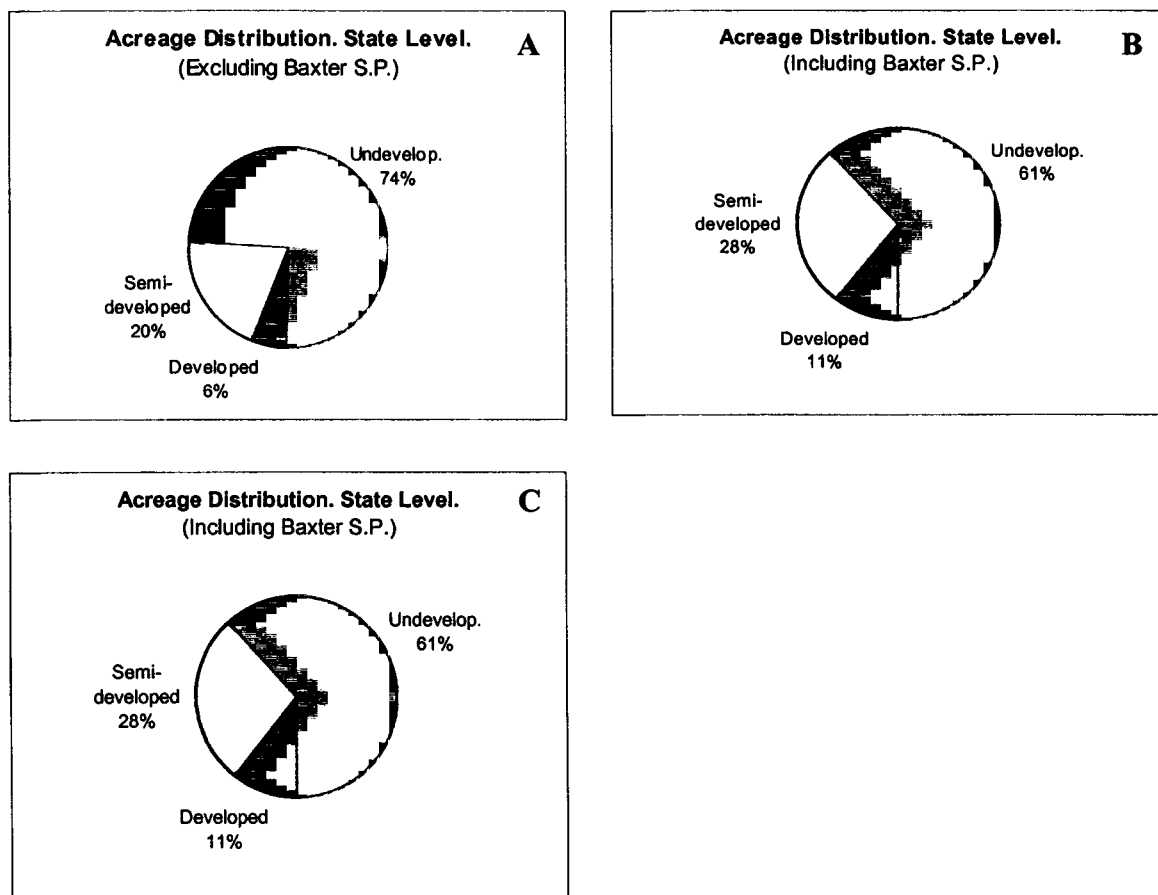 Acreage Distribution. State Level.
A
(Excluding Baxter S.P.)
Undevelop.
74%
Semi-
developed
20%
Developed
6%
Acreage Distribution. State Level.
B
(Including Baxter S.P.)
Undevelop.
61%
Semi-
developed
28%
Developed
11%
Acreage Distribution. State Level.
C
(Including Baxter S.P.)
Undevelop.
61%
Semi-
developed
28%
Developed
11%